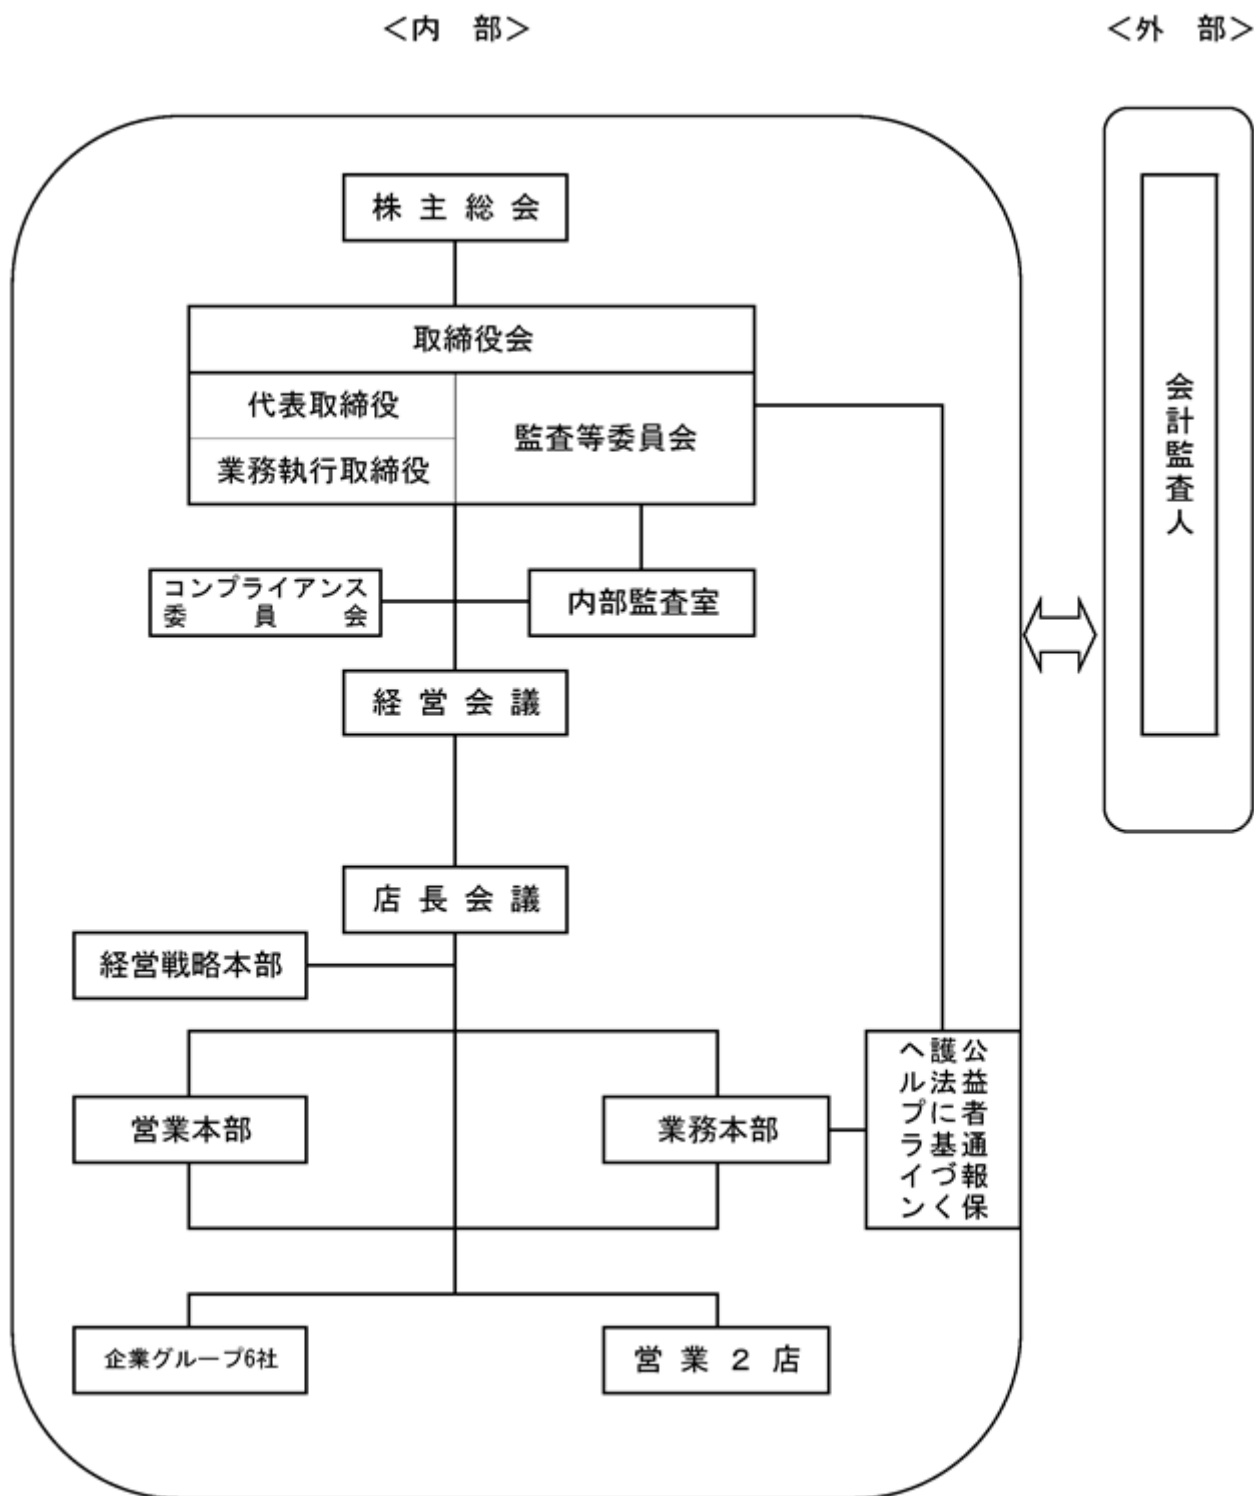 ＜内　部＞
＜外　部＞
株 主 総 会
取締役会
代表取締役
業務執行取締役
監査等委員会
コンプライアンス
委　員　会
内部監査室
経 営 会 議
店 長 会 議
経営戦略本部
営業本部
業務本部
公益者通報保
護法に基づく
ヘルプライン
企業グループ6社
営 業 ２ 店
会計監査人